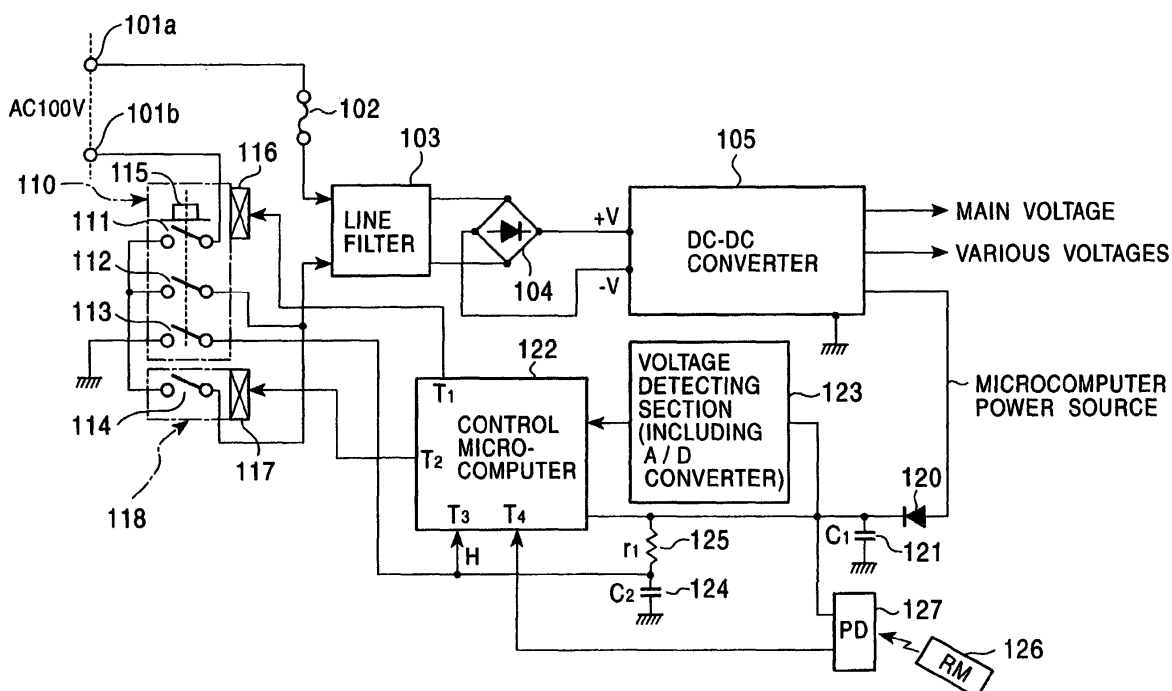 101a
AC100V
101b
102
103
105
116
115
110
111
112
113
114
117
118
LINE
FILTER
104
+V
-V
DC-DC
CONVERTER
MAIN VOLTAGE
VARIOUS VOLTAGES
MICROCOMPUTER
POWER SOURCE
122
T1
T2
T3
T4
CONTROL
MICRO-
COMPUTER
VOLTAGE
DETECTING
SECTION
(INCLUDING
A / D
CONVERTER)
123
120
C1
121
r1
125
H
C2
124
127
PD
RM
126